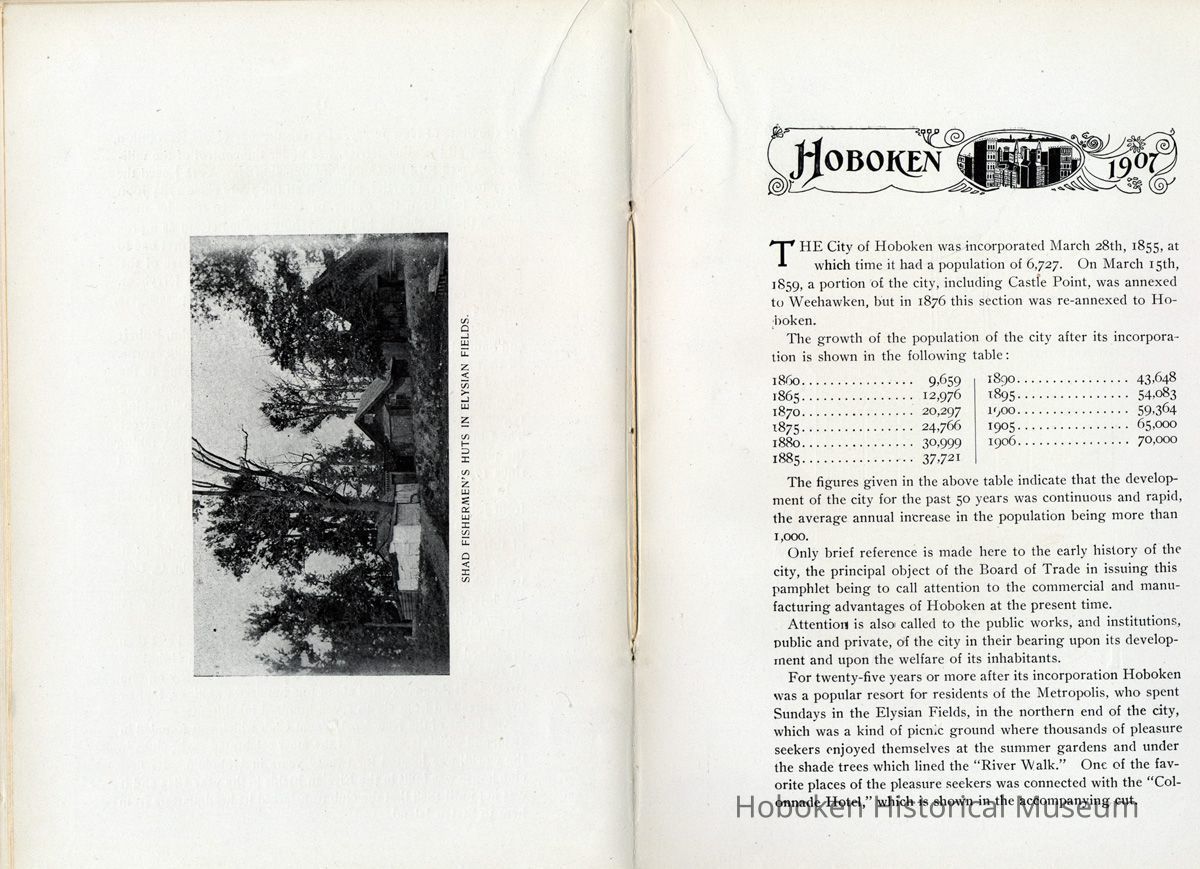 SHAD FISHERMEN'S HUTS IN ELYSIAN FIELDS.
HOBOKEN 1907
THE City of Hoboken was incorporated March 28th, 1855, at
which time it had a population of 6,727. On March 15th,
1859, a portion of the city, including Castle Point, was annexed
to Weehawken, but in 1876 this section was re-annexed to Ho-
boken.
The growth of the population of the city after its incorpora-
tion is shown in the following table:
1860................ 9,659
1865................ 12,976
1870................ 20,297
1875................ 24,766
1880................ 30,999
1885................ 37,721
1890................ 43,648
1895................ 54,083
1900................ 59,364
1905................ 65,000
1906................ 70,000
The figures given in the above table indicate that the develop-
ment of the city for the past 50 years was continuous and rapid,
the average annual increase in the population being more than
1,000.
Only brief reference is made here to the early history of the
city, the principal object of the Board of Trade in issuing this
pamphlet being to call attention to the commercial and manu-
facturing advantages of Hoboken at the present time.
Attention is also called to the public works, and institutions,
public and private, of the city in their bearing upon its develop-
ment and upon the welfare of its inhabitants.
For twenty-five years or more after its incorporation Hoboken
was a popular resort for residents of the Metropolis, who spent
Sundays in the Elysian Fields, in the northern end of the city,
which was a kind of picnic ground where thousands of pleasure
seekers enjoyed themselves at the summer gardens and under
the shade trees which lined the "River Walk." One of the fav-
orite places of the pleasure seekers was connected with the "Col-
onnade Hotel," which is shown in the accompanying cut.
Hoboken Historical Museum